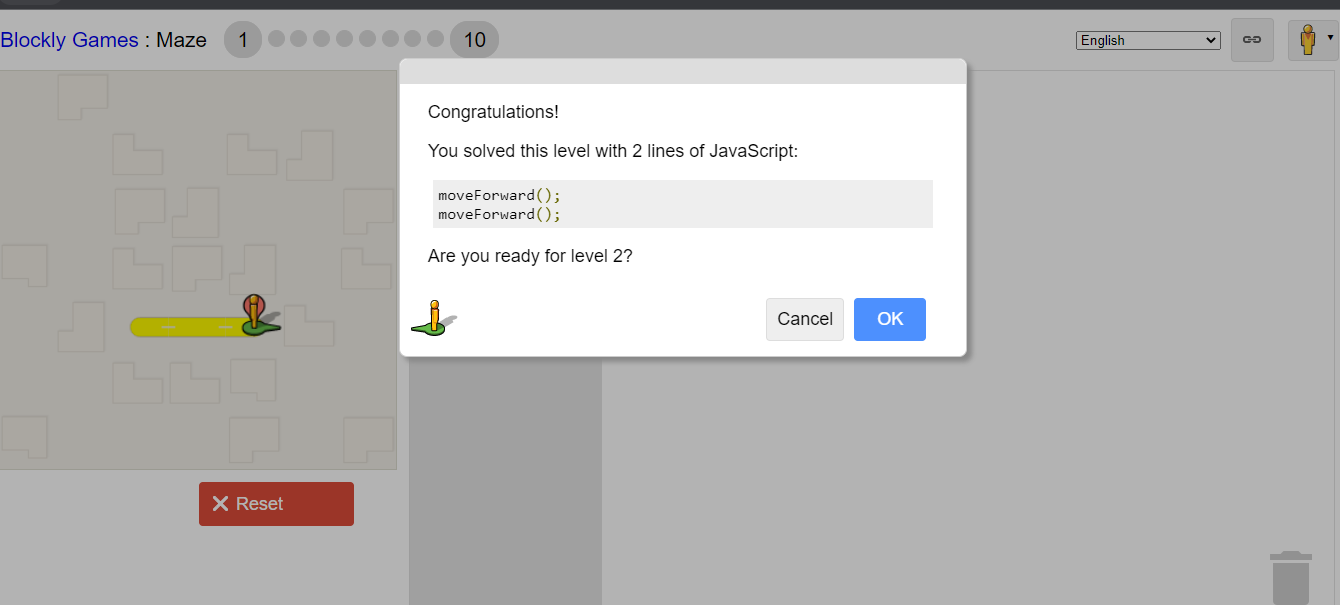 Blockly Games : Maze 1 10
English
Congratulations!
You solved this level with 2 lines of JavaScript:
moveForward();
moveForward();
Are you ready for level 2?
Cancel OK
Reset